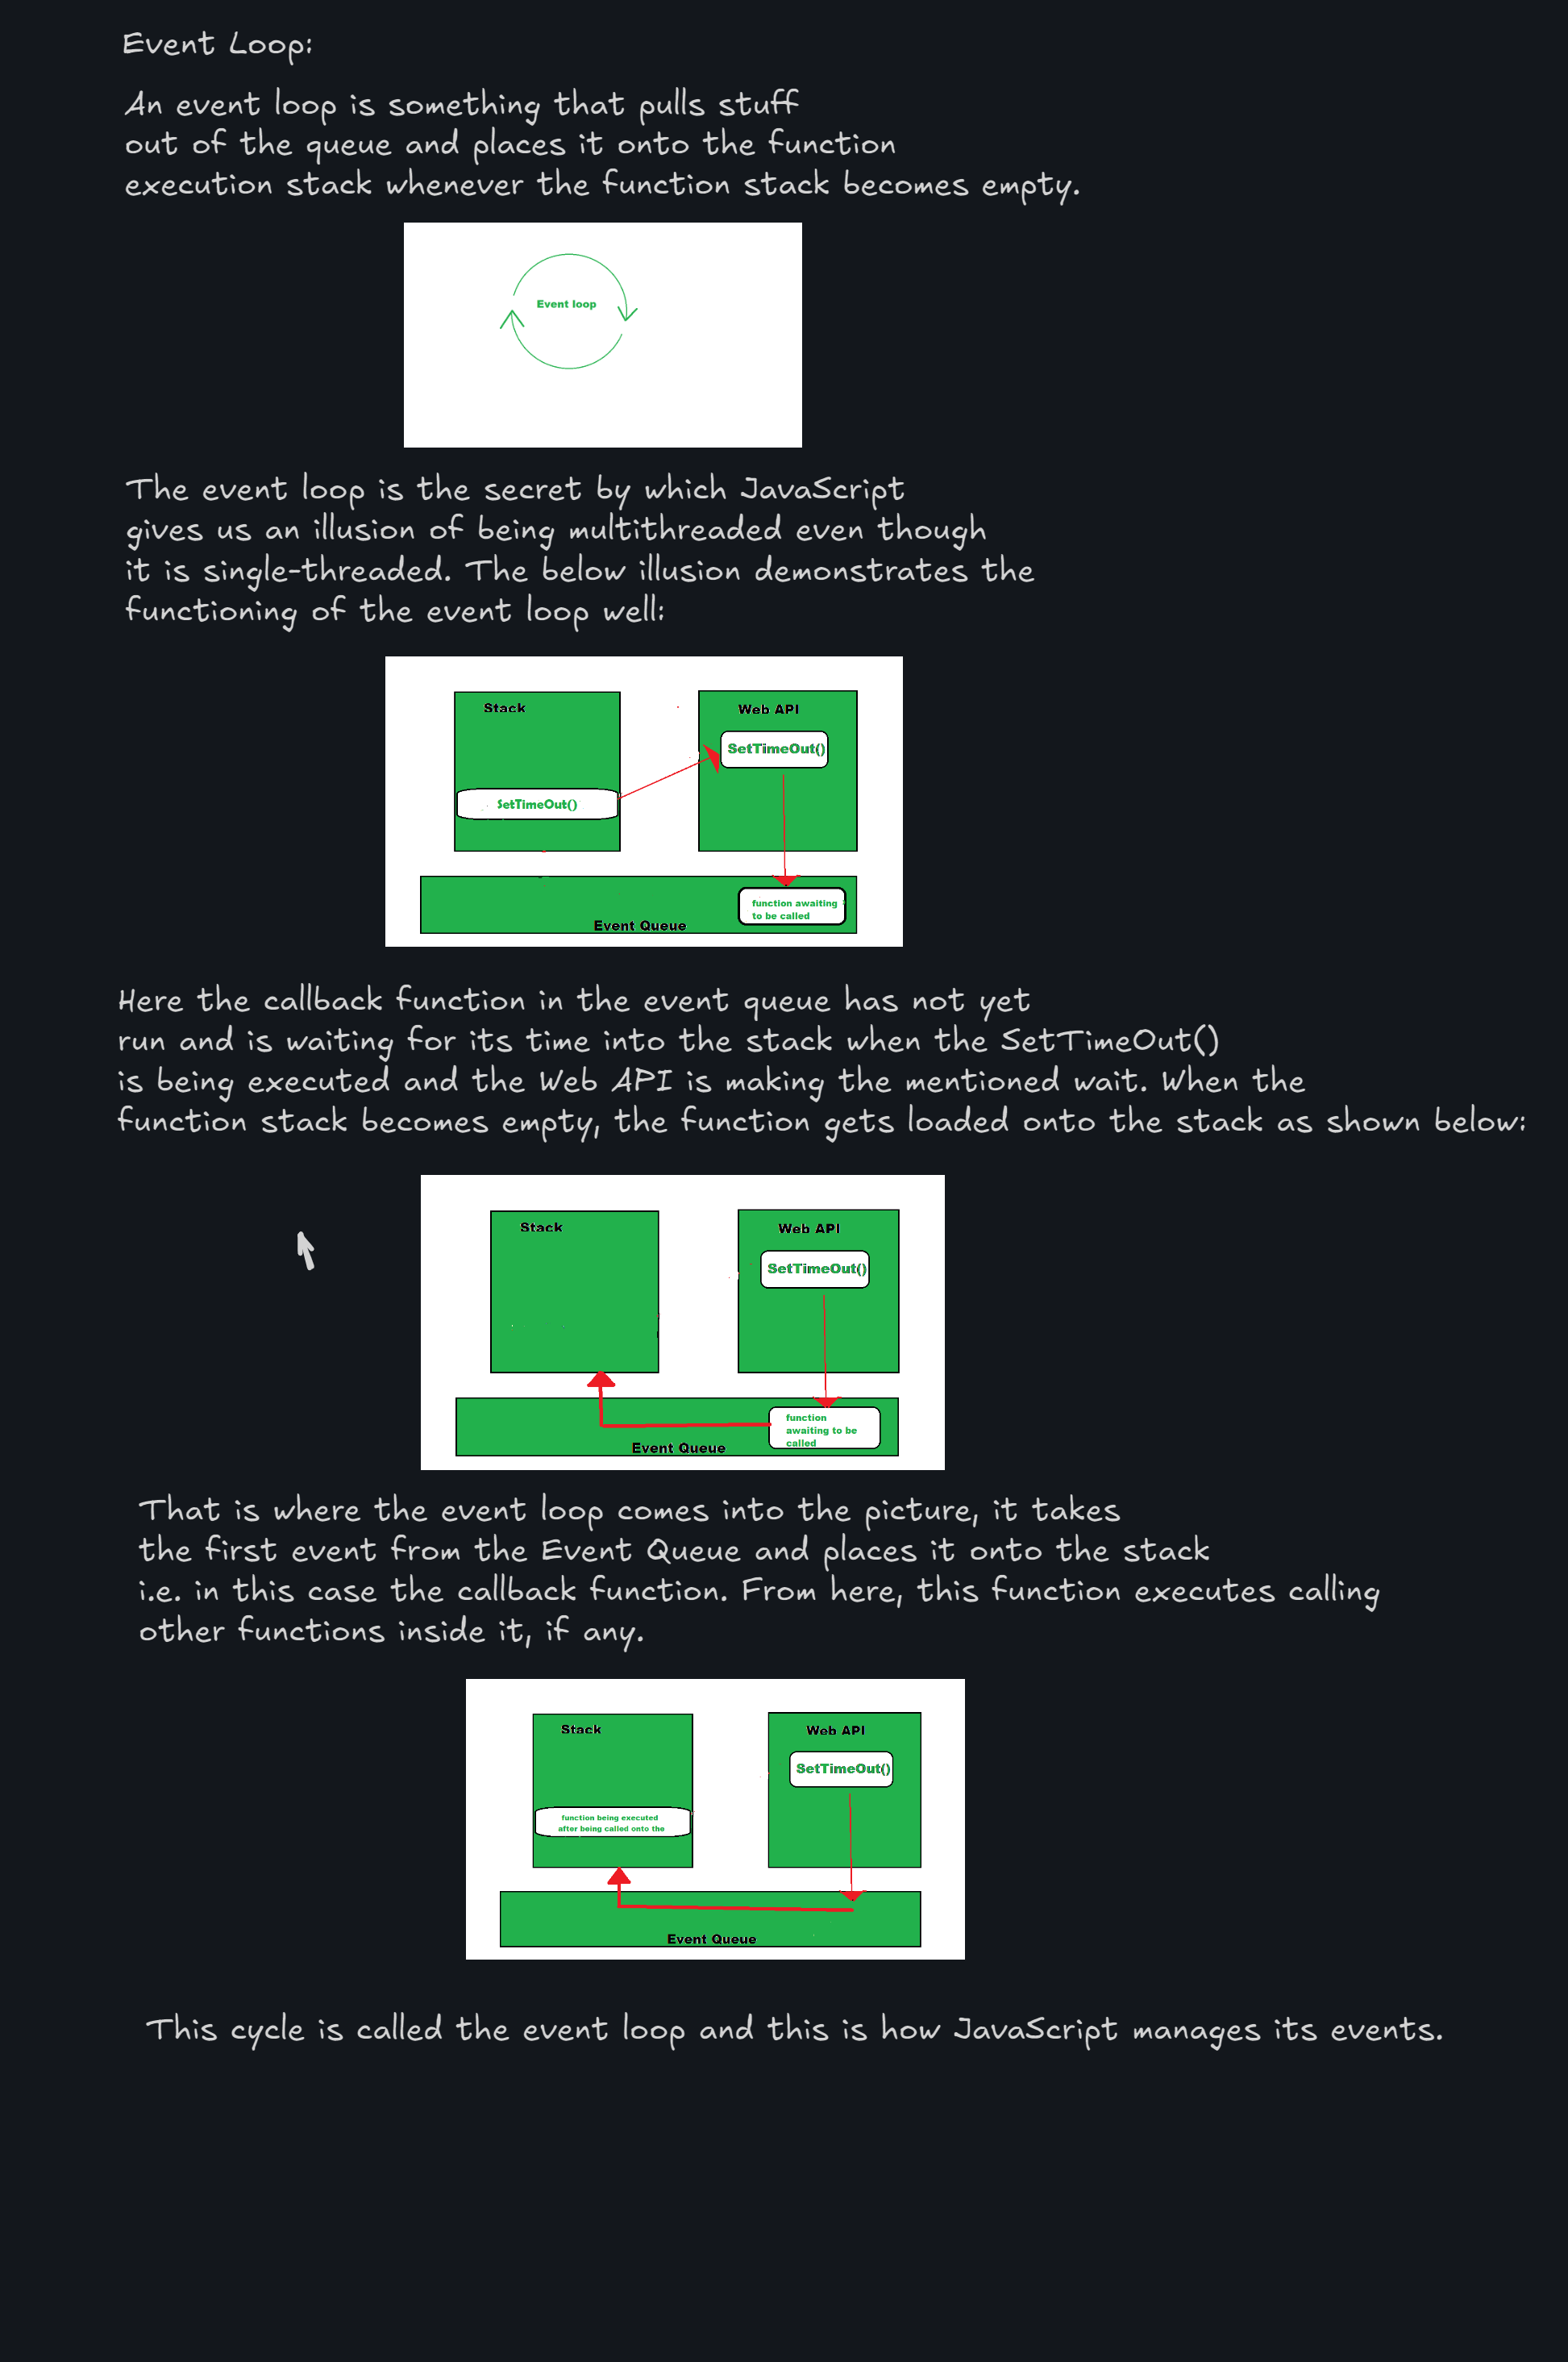 Event Loop:
An event loop is something that pulls stuff
out of the queue and places it onto the function
execution stack whenever the function stack becomes empty.
Event loop
The event loop is the secret by which JavaScript
gives us an illusion of being multithreaded even though
it is single-threaded. The below illusion demonstrates the
functioning of the event loop well:
Stack
Web API
SetTimeOut()
SetTimeOut()
function awaiting
to be called
Event Queue
Here the callback function in the event queue has not yet
run and is waiting for its time into the stack when the SetTimeOut()
is being executed and the Web API is making the mentioned wait. When the
function stack becomes empty, the function gets loaded onto the stack as shown below:
Stack
Web API
SetTimeOut()
function
awaiting to be
called
Event Queue
That is where the event loop comes into the picture, it takes
the first event from the Event Queue and places it onto the stack
i.e. in this case the callback function. From here, this function executes calling
other functions inside it, if any.
Stack
Web API
SetTimeOut()
function being executed
after being called onto the
Event Queue
This cycle is called the event loop and this is how JavaScript manages its events.